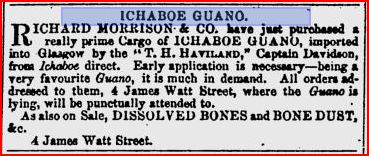 ICHABOE GUANO.
RICHARD MORRISON & CO. have just purchased a
really prime Cargo of ICHABOE GUANO, imported
into Glasgow by the "T. H. HAVILAND," Captain Davidson,
from Ichaboe direct. Early application is necessary—being a
very favourite Guano, it is much in demand. All orders ad-
dressed to them, 4 James Watt Street, where the Guano is
lying, will be punctually attended to.
As also on Sale, DISSOLVED BONES and BONE DUST,
&c.
4 James Watt Street.